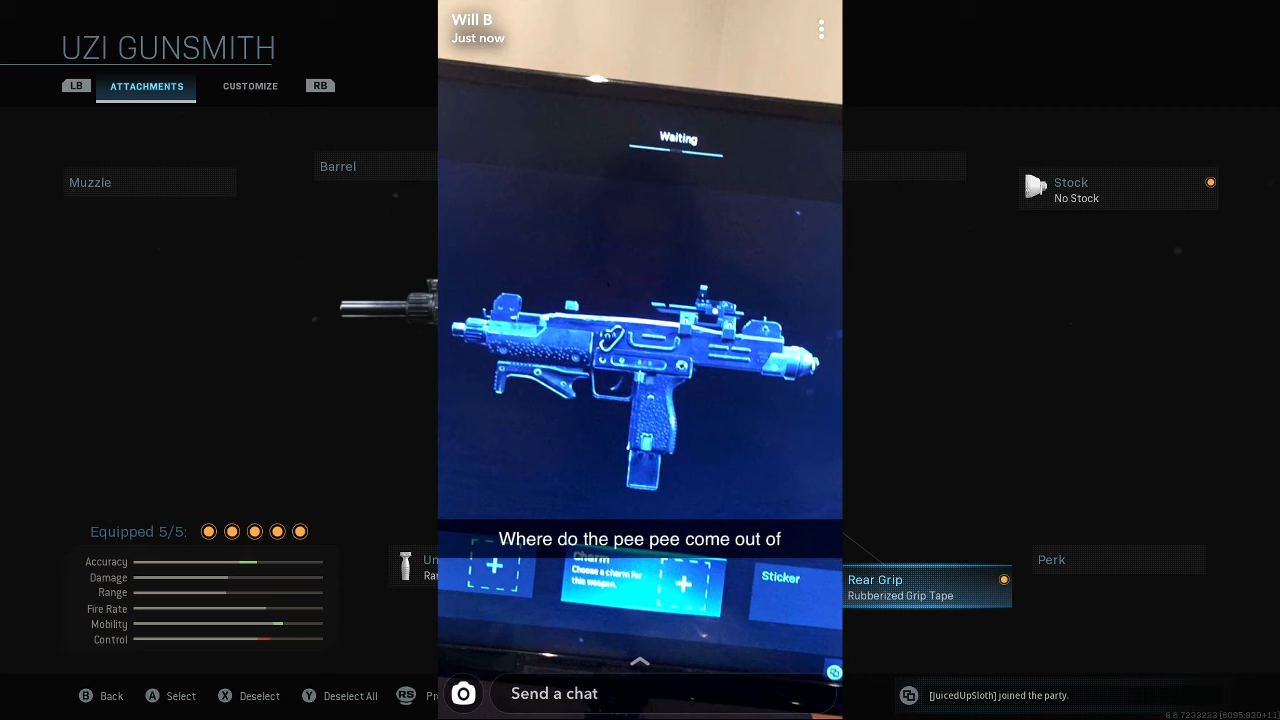 UZI GUNSMITH
LB
ATTACHMENTS
CUSTOMIZE
RB
Muzzle
Barrel
Stock
No Stock
Will B
Just now
Waiting
Where do the pee pee come out of
Charm
Choose a charm for
this weapon.
Sticker
Equipped 5/5:
Accuracy
Damage
Range
Fire Rate
Mobility
Control
Un
Ran
Rear Grip
Rubberized Grip Tape
Perk
B Back
A Select
X Deselect
Y Deselect All
RS Pr
Send a chat
[JuicedUpSloth] joined the party.